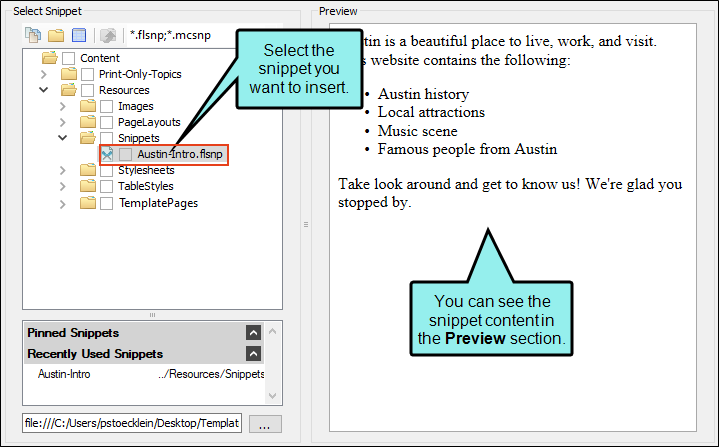 Select Snippet
*.flsnp;*.mcsnp
Content
Print-Only-Topics
Resources
Images
PageLayouts
Snippets
Austin-Intro.flsnp
Stylesheets
TableStyles
TemplatePages
Select the
snippet you
want to insert.
Pinned Snippets
Recently Used Snippets
Austin-Intro ../Resources/Snippets
file:///C:/Users/pstoecklein/Desktop/Templat
...
Preview
is a beautiful place to live, work, and visit.
website contains the following:
• Austin history
• Local attractions
• Music scene
• Famous people from Austin
Take look around and get to know us! We're glad you
stopped by.
You can see the
snippet content in
the Preview section.